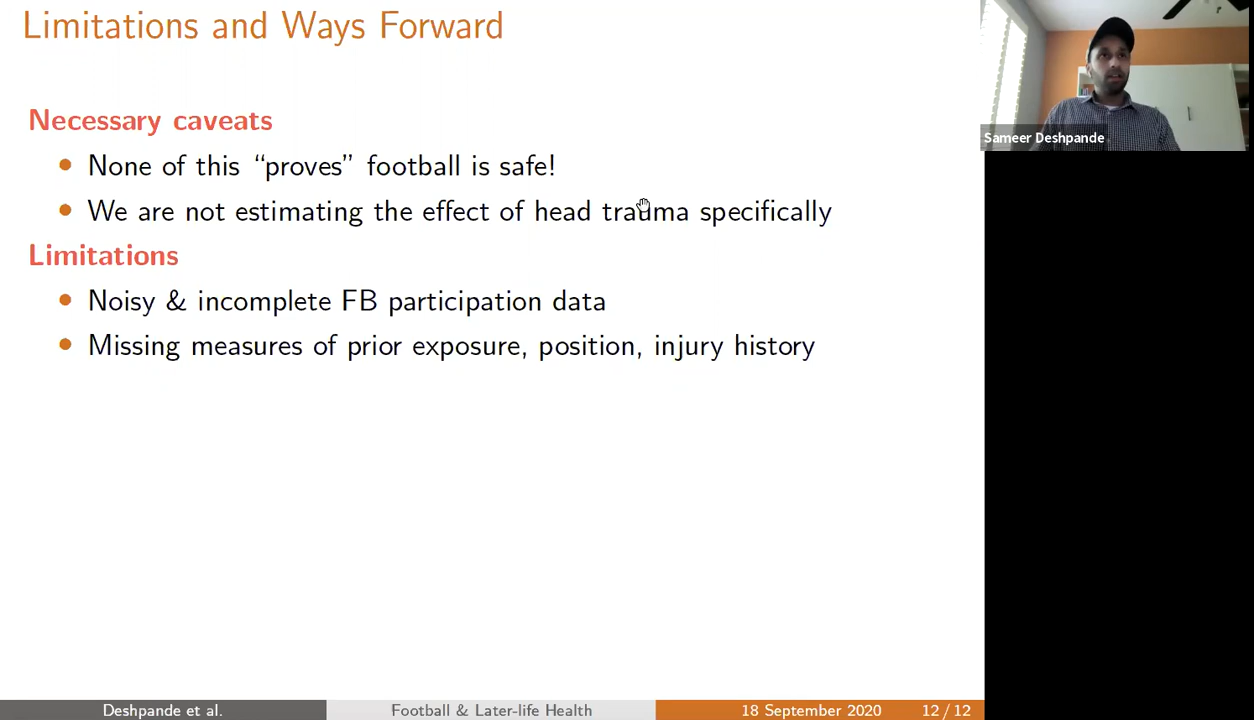 Limitations and Ways Forward
Necessary caveats
None of this “proves” football is safe!
We are not estimating the effect of head trauma specifically
Limitations
Noisy & incomplete FB participation data
Missing measures of prior exposure, position, injury history
Sameer Deshpande
Deshpande et al.
Football & Later-life Health
18 September 2020
12 / 12